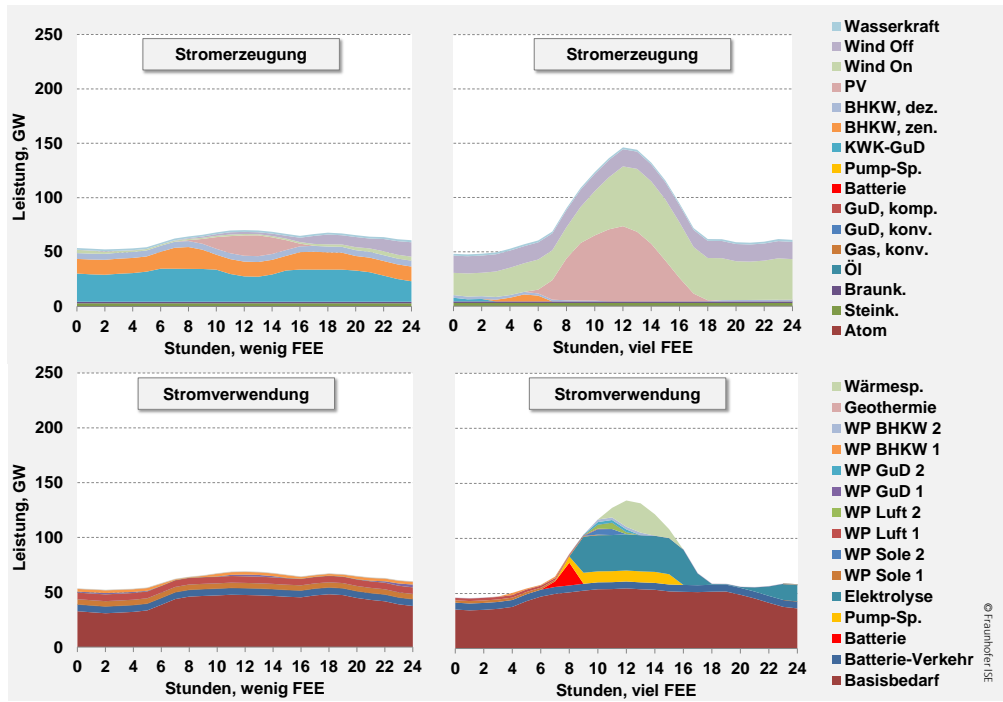 Stromerzeugung
Leistung, GW
250
200
150
100
50
0
0 2 4 6 8 10 12 14 16 18 20 22 24
Stunden, wenig FEE
Stromerzeugung
0 2 4 6 8 10 12 14 16 18 20 22 24
Stunden, viel FEE
Wasserkraft
Wind Off
Wind On
PV
BHKW, dez.
BHKW, zen.
KWK-GuD
Pump-Sp.
Batterie
GuD, komp.
GuD, konv.
Gas, konv.
Öl
Braunk.
Steink.
Atom
Stromverwendung
Leistung, GW
250
200
150
100
50
0
0 2 4 6 8 10 12 14 16 18 20 22 24
Stunden, wenig FEE
Stromverwendung
0 2 4 6 8 10 12 14 16 18 20 22 24
Stunden, viel FEE
Wärmesp.
Geothermie
WP BHKW 2
WP BHKW 1
WP GuD 2
WP GuD 1
WP Luft 2
WP Luft 1
WP Sole 2
WP Sole 1
Elektrolyse
Pump-Sp.
Batterie
Batterie-Verkehr
Basisbedarf
© Fraunhofer ISE